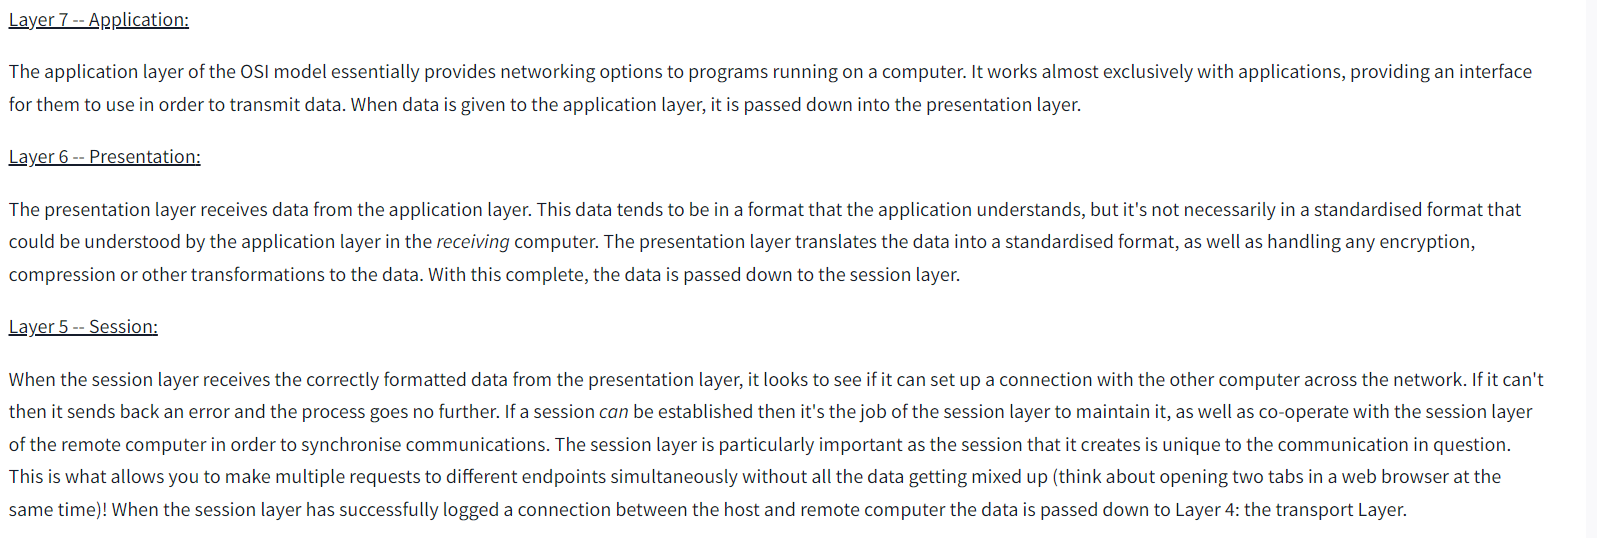 Layer 7 -- Application:
The application layer of the OSI model essentially provides networking options to programs running on a computer. It works almost exclusively with applications, providing an interface
for them to use in order to transmit data. When data is given to the application layer, it is passed down into the presentation layer.
Layer 6 -- Presentation:
The presentation layer receives data from the application layer. This data tends to be in a format that the application understands, but it's not necessarily in a standardised format that
could be understood by the application layer in the receiving computer. The presentation layer translates the data into a standardised format, as well as handling any encryption,
compression or other transformations to the data. With this complete, the data is passed down to the session layer.
Layer 5 -- Session:
When the session layer receives the correctly formatted data from the presentation layer, it looks to see if it can set up a connection with the other computer across the network. If it can't
then it sends back an error and the process goes no further. If a session can be established then it's the job of the session layer to maintain it, as well as co-operate with the session layer
of the remote computer in order to synchronise communications. The session layer is particularly important as the session that it creates is unique to the communication in question.
This is what allows you to make multiple requests to different endpoints simultaneously without all the data getting mixed up (think about opening two tabs in a web browser at the
same time)! When the session layer has successfully logged a connection between the host and remote computer the data is passed down to Layer 4: the transport Layer.